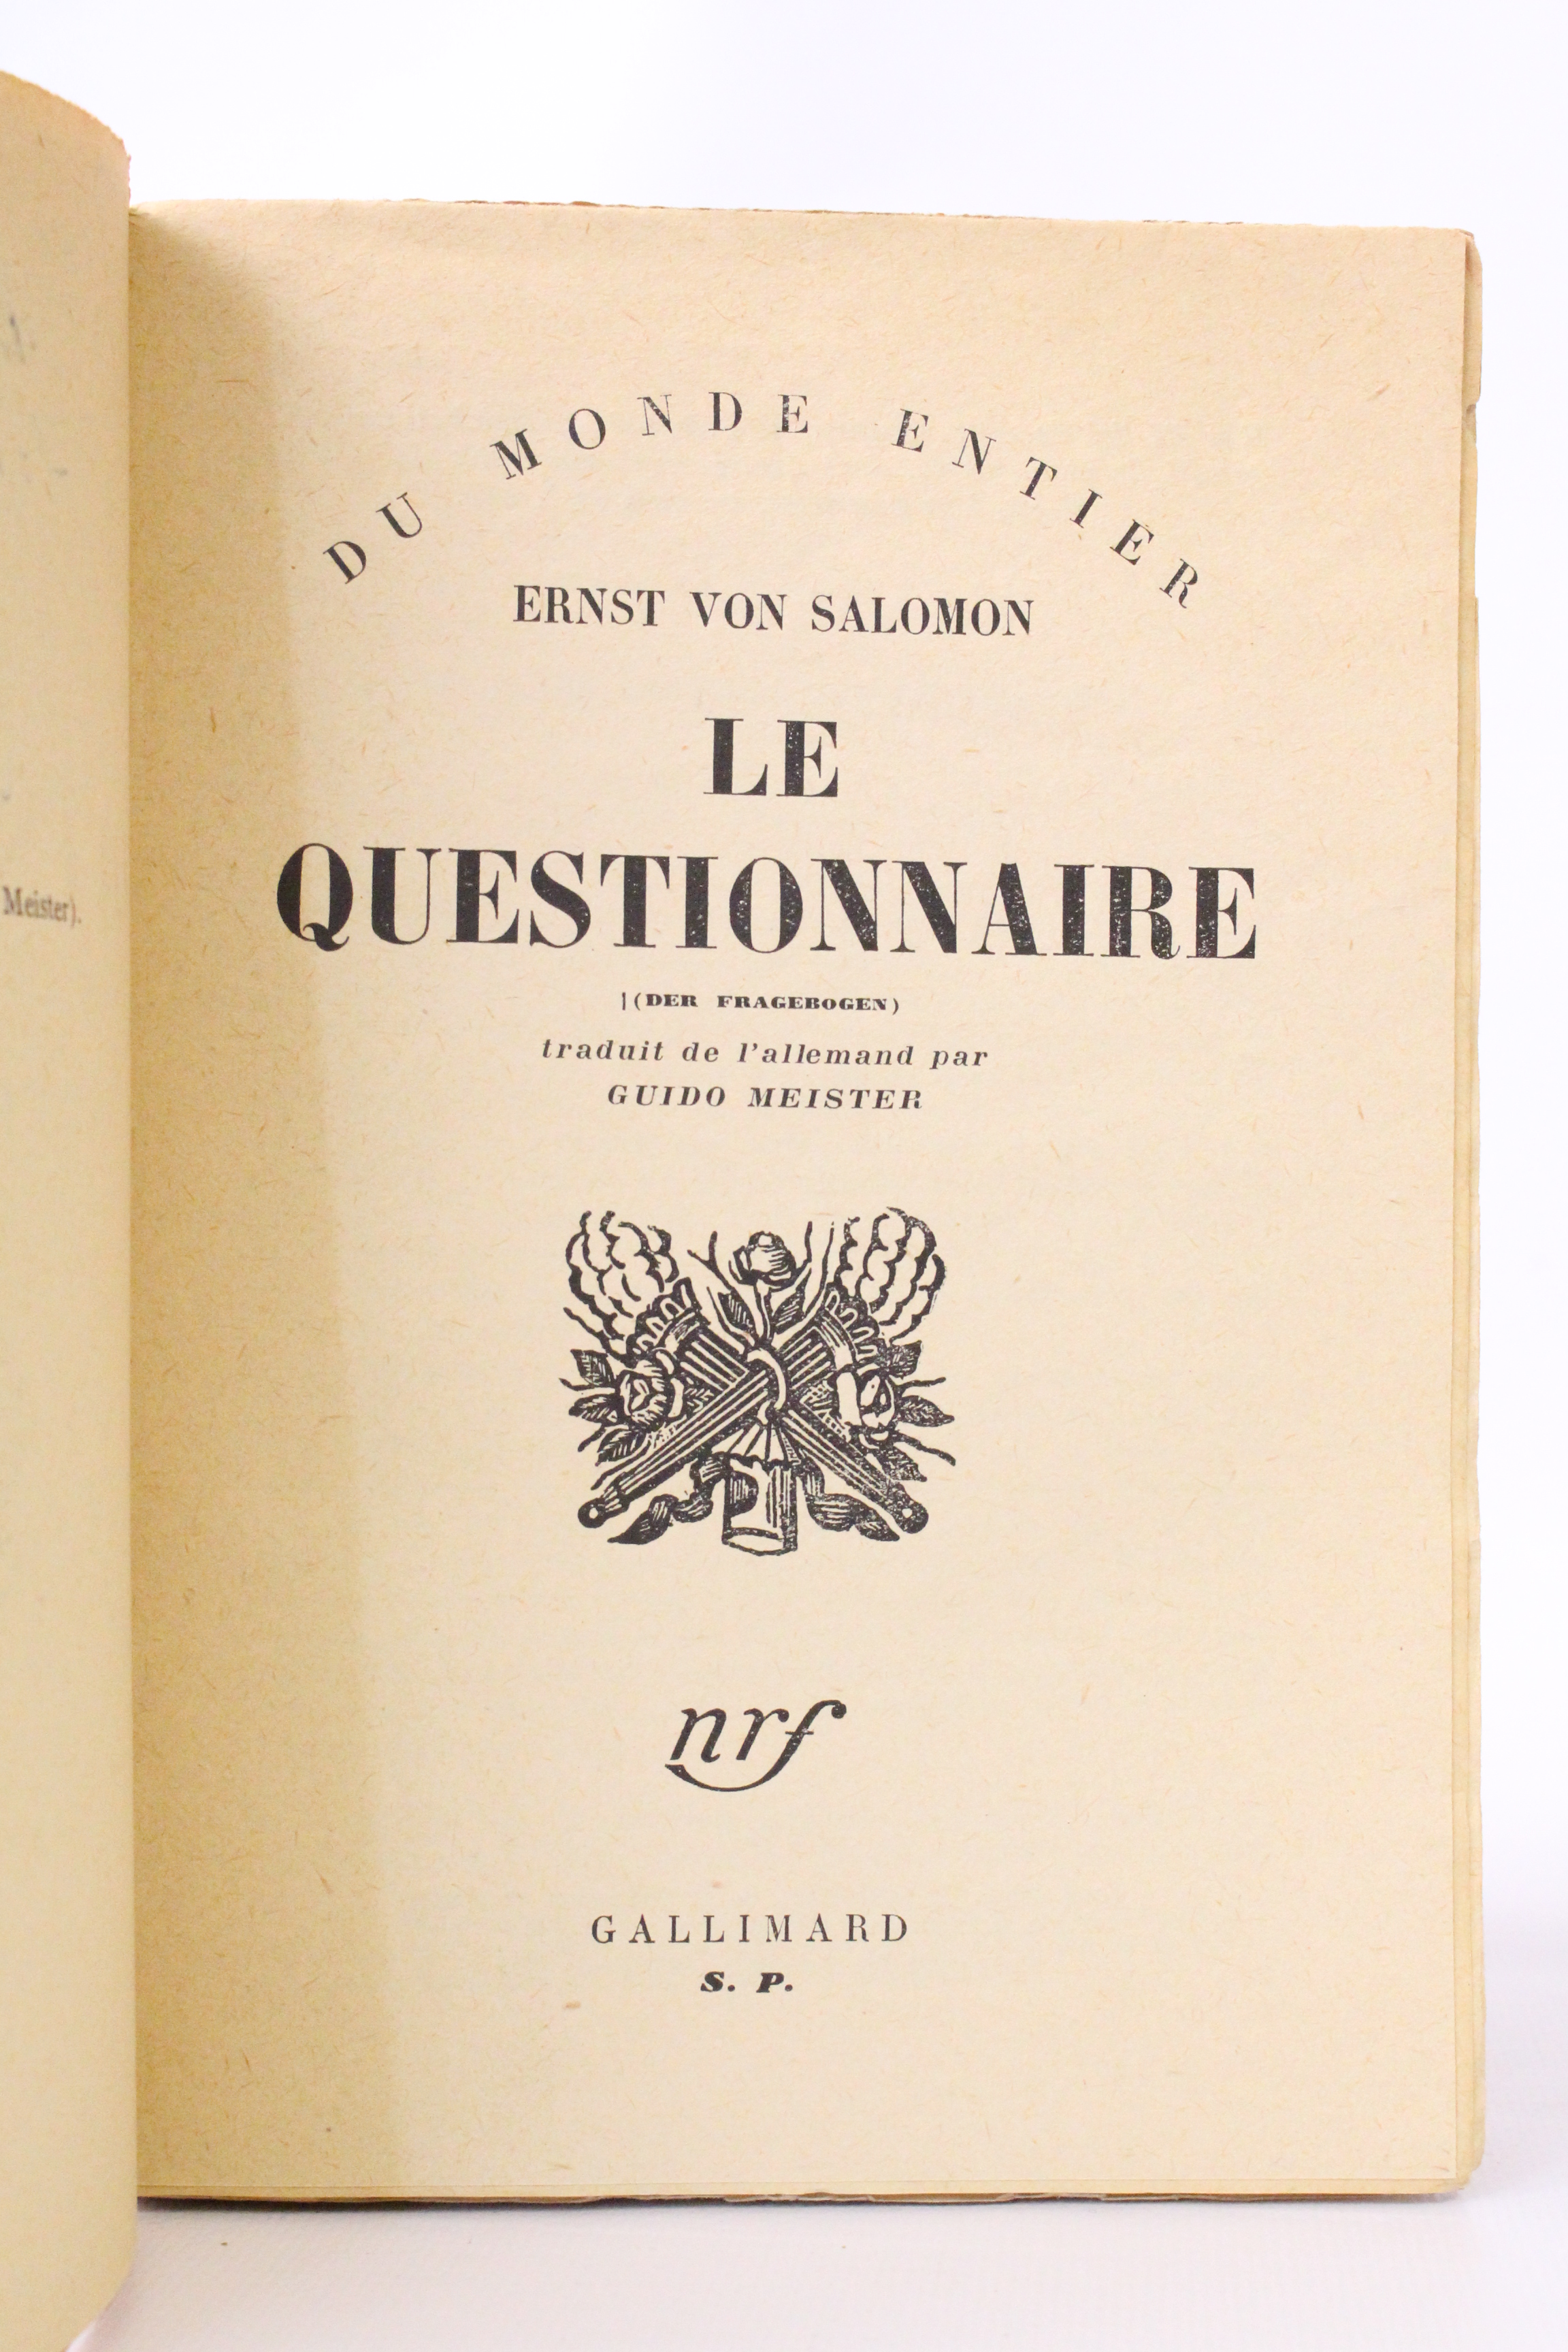 Meister).
DU MONDE ENTIER
ERNST VON SALOMON
LE
QUESTIONNAIRE
(DER FRAGEBOGEN)
traduit de l'allemand par
GUIDO MEISTER
nrf
GALLIMARD
S. P.